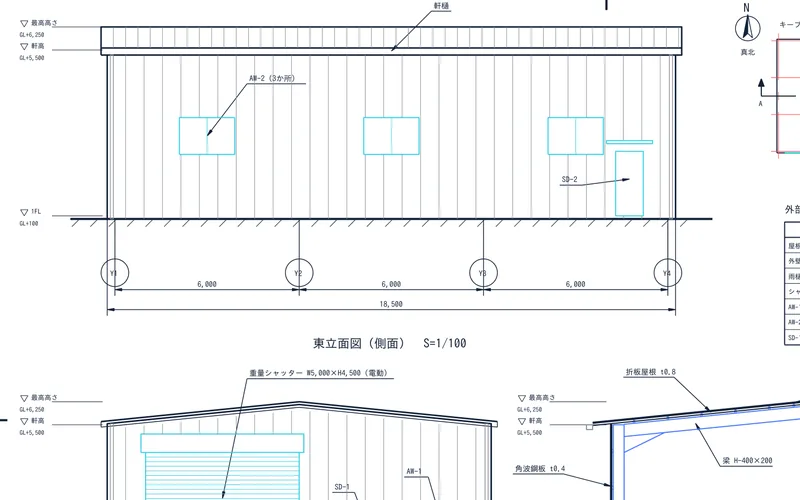 軒樋
N
真北
キープ
A
最高高さ
GL+6,250
軒高
GL+5,500
AW-2 (3か所)
SD-2
1FL
GL+100
Y1
Y2
Y3
Y4
6,000
6,000
6,000
18,500
東立面図（側面） S=1/100
外部
屋根
外壁
雨樋
シャ
AW-
AW-
SD-
重量シャッター W5,000×H4,500（電動）
最高高さ
GL+6,250
軒高
GL+5,500
SD-1
AW-1
最高高さ
GL+6,250
軒高
GL+5,500
折板屋根 t0.8
梁 H-400×200
角波鋼板 t0.4